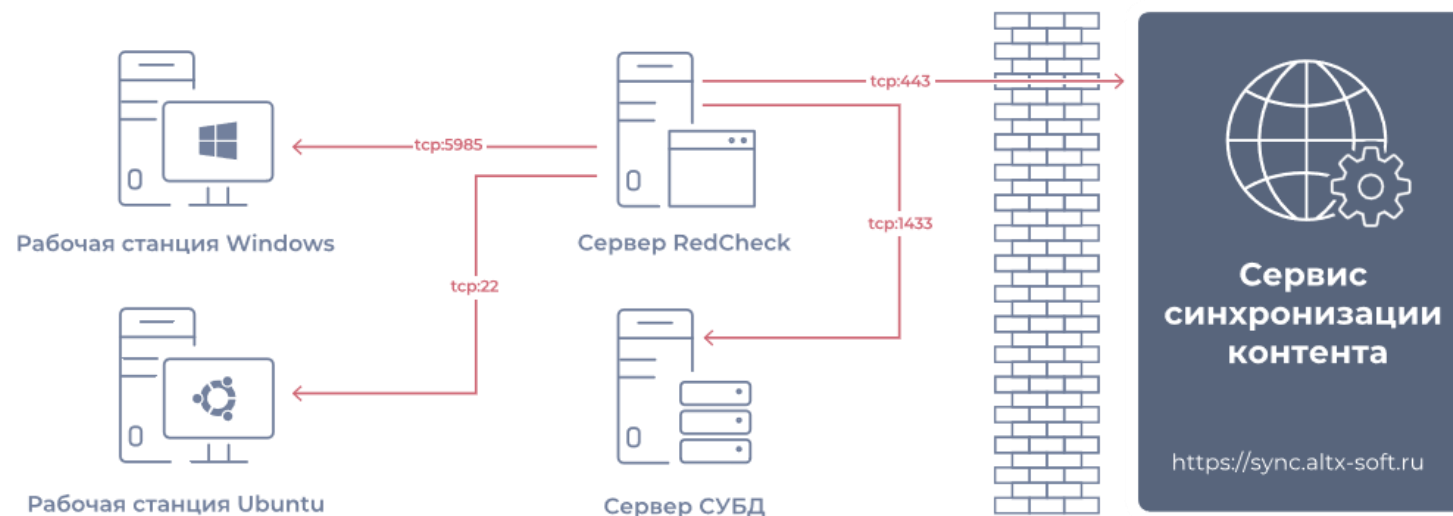 tcp:443
tcp:5985
tcp:1433
Рабочая станция Windows
Сервер RedCheck
tcp:22
Сервис
синхронизации
контента
https://sync.altx-soft.ru
Рабочая станция Ubuntu
Сервер СУБД